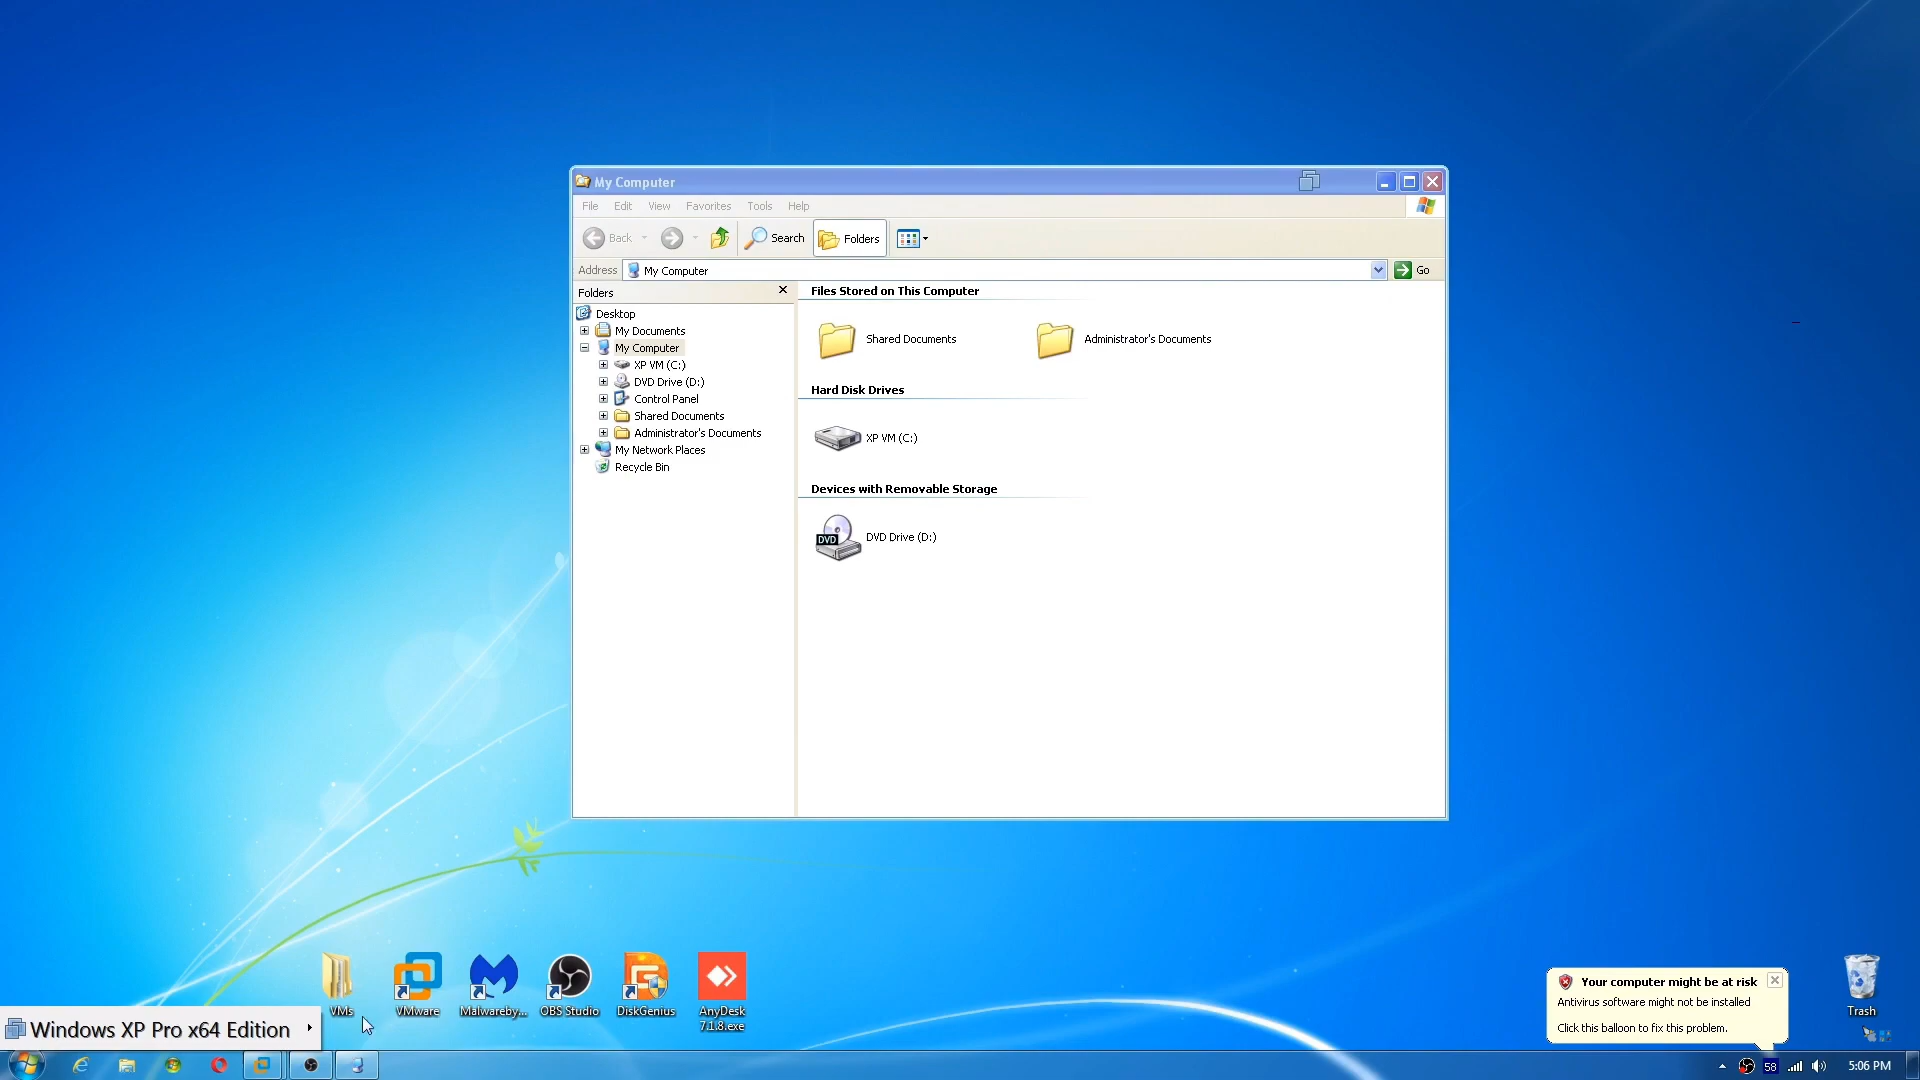 My Computer
File Edit View Favorites Tools Help
Back Search Folders
Address My Computer Go
Folders
Desktop
My Documents
My Computer
XP VM (C:)
DVD Drive (D:)
Control Panel
Shared Documents
Administrator's Documents
My Network Places
Recycle Bin
Files Stored on This Computer
Shared Documents Administrator's Documents
Hard Disk Drives
XP VM (C:)
Devices with Removable Storage
DVD
DVD Drive (D:)
VMs VMware Malwareby... OBS Studio DiskGenius AnyDesk
7.1.8.exe
Your computer might be at risk
Antivirus software might not be installed
Click this balloon to fix this problem.
Trash
Windows XP Pro x64 Edition
58 5:06 PM